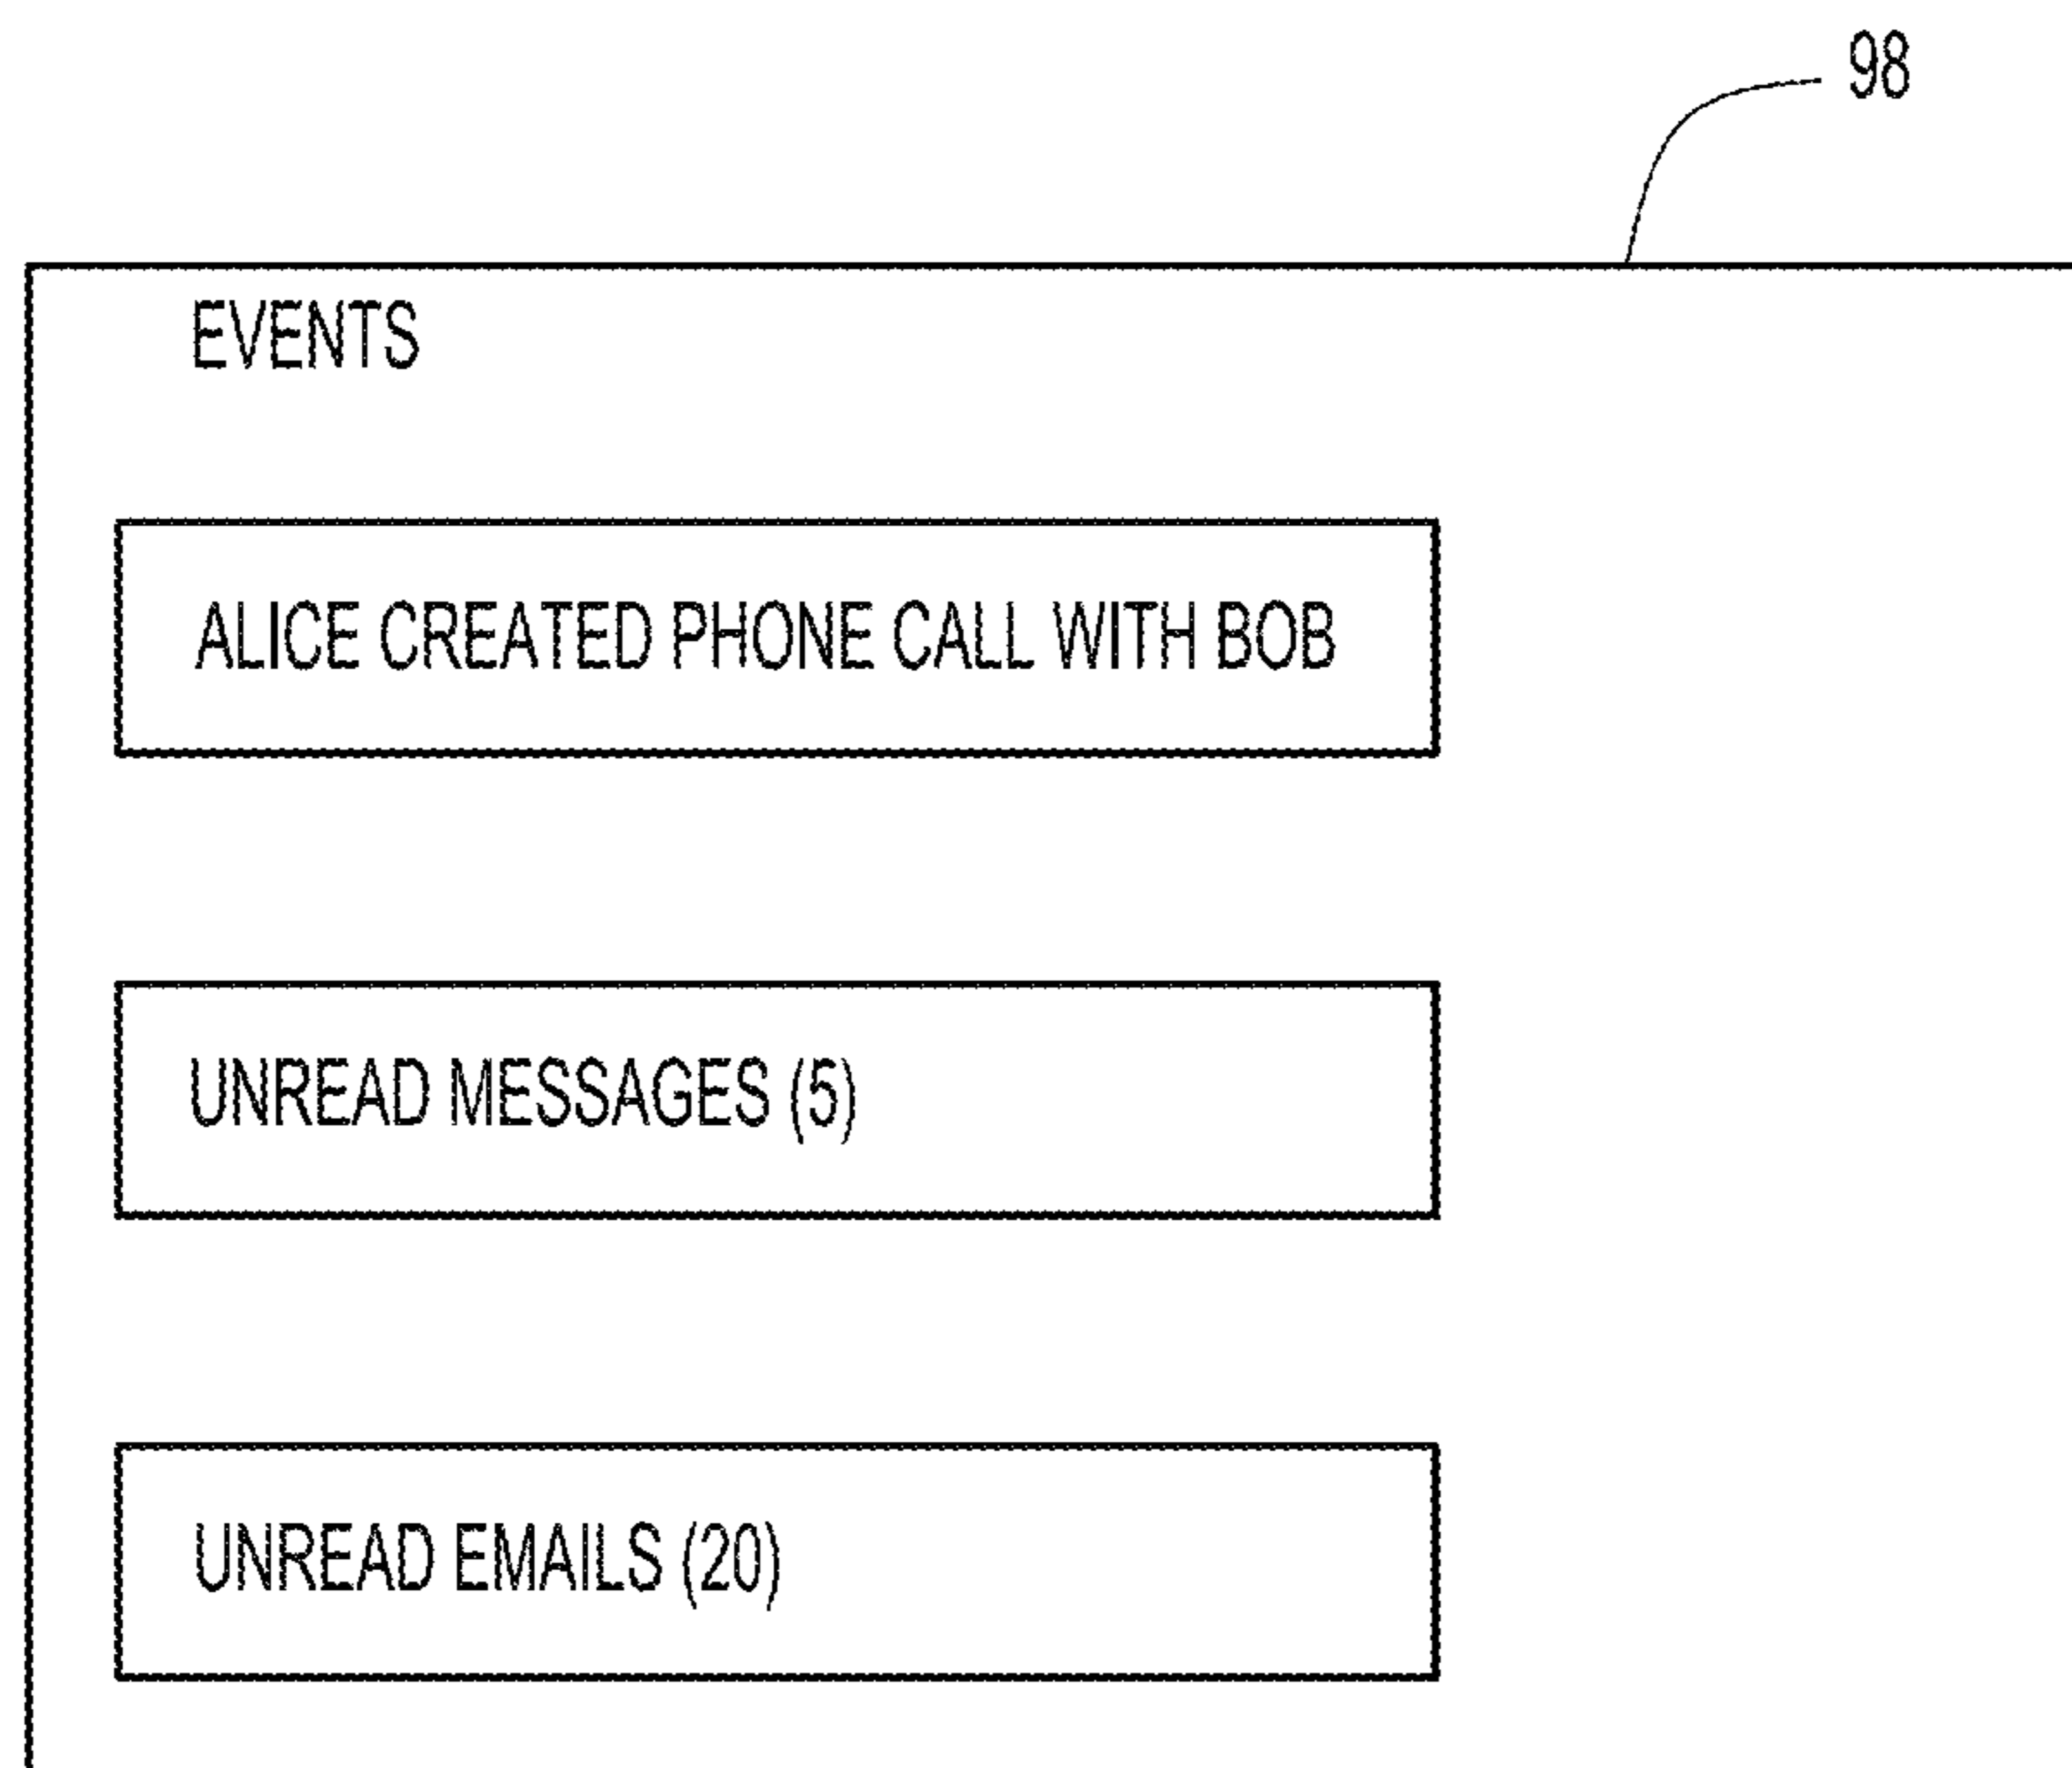 98
EVENTS
ALICE CREATED PHONE CALL WITH BOB
UNREAD MESSAGES (5)
UNREAD EMAILS (20)